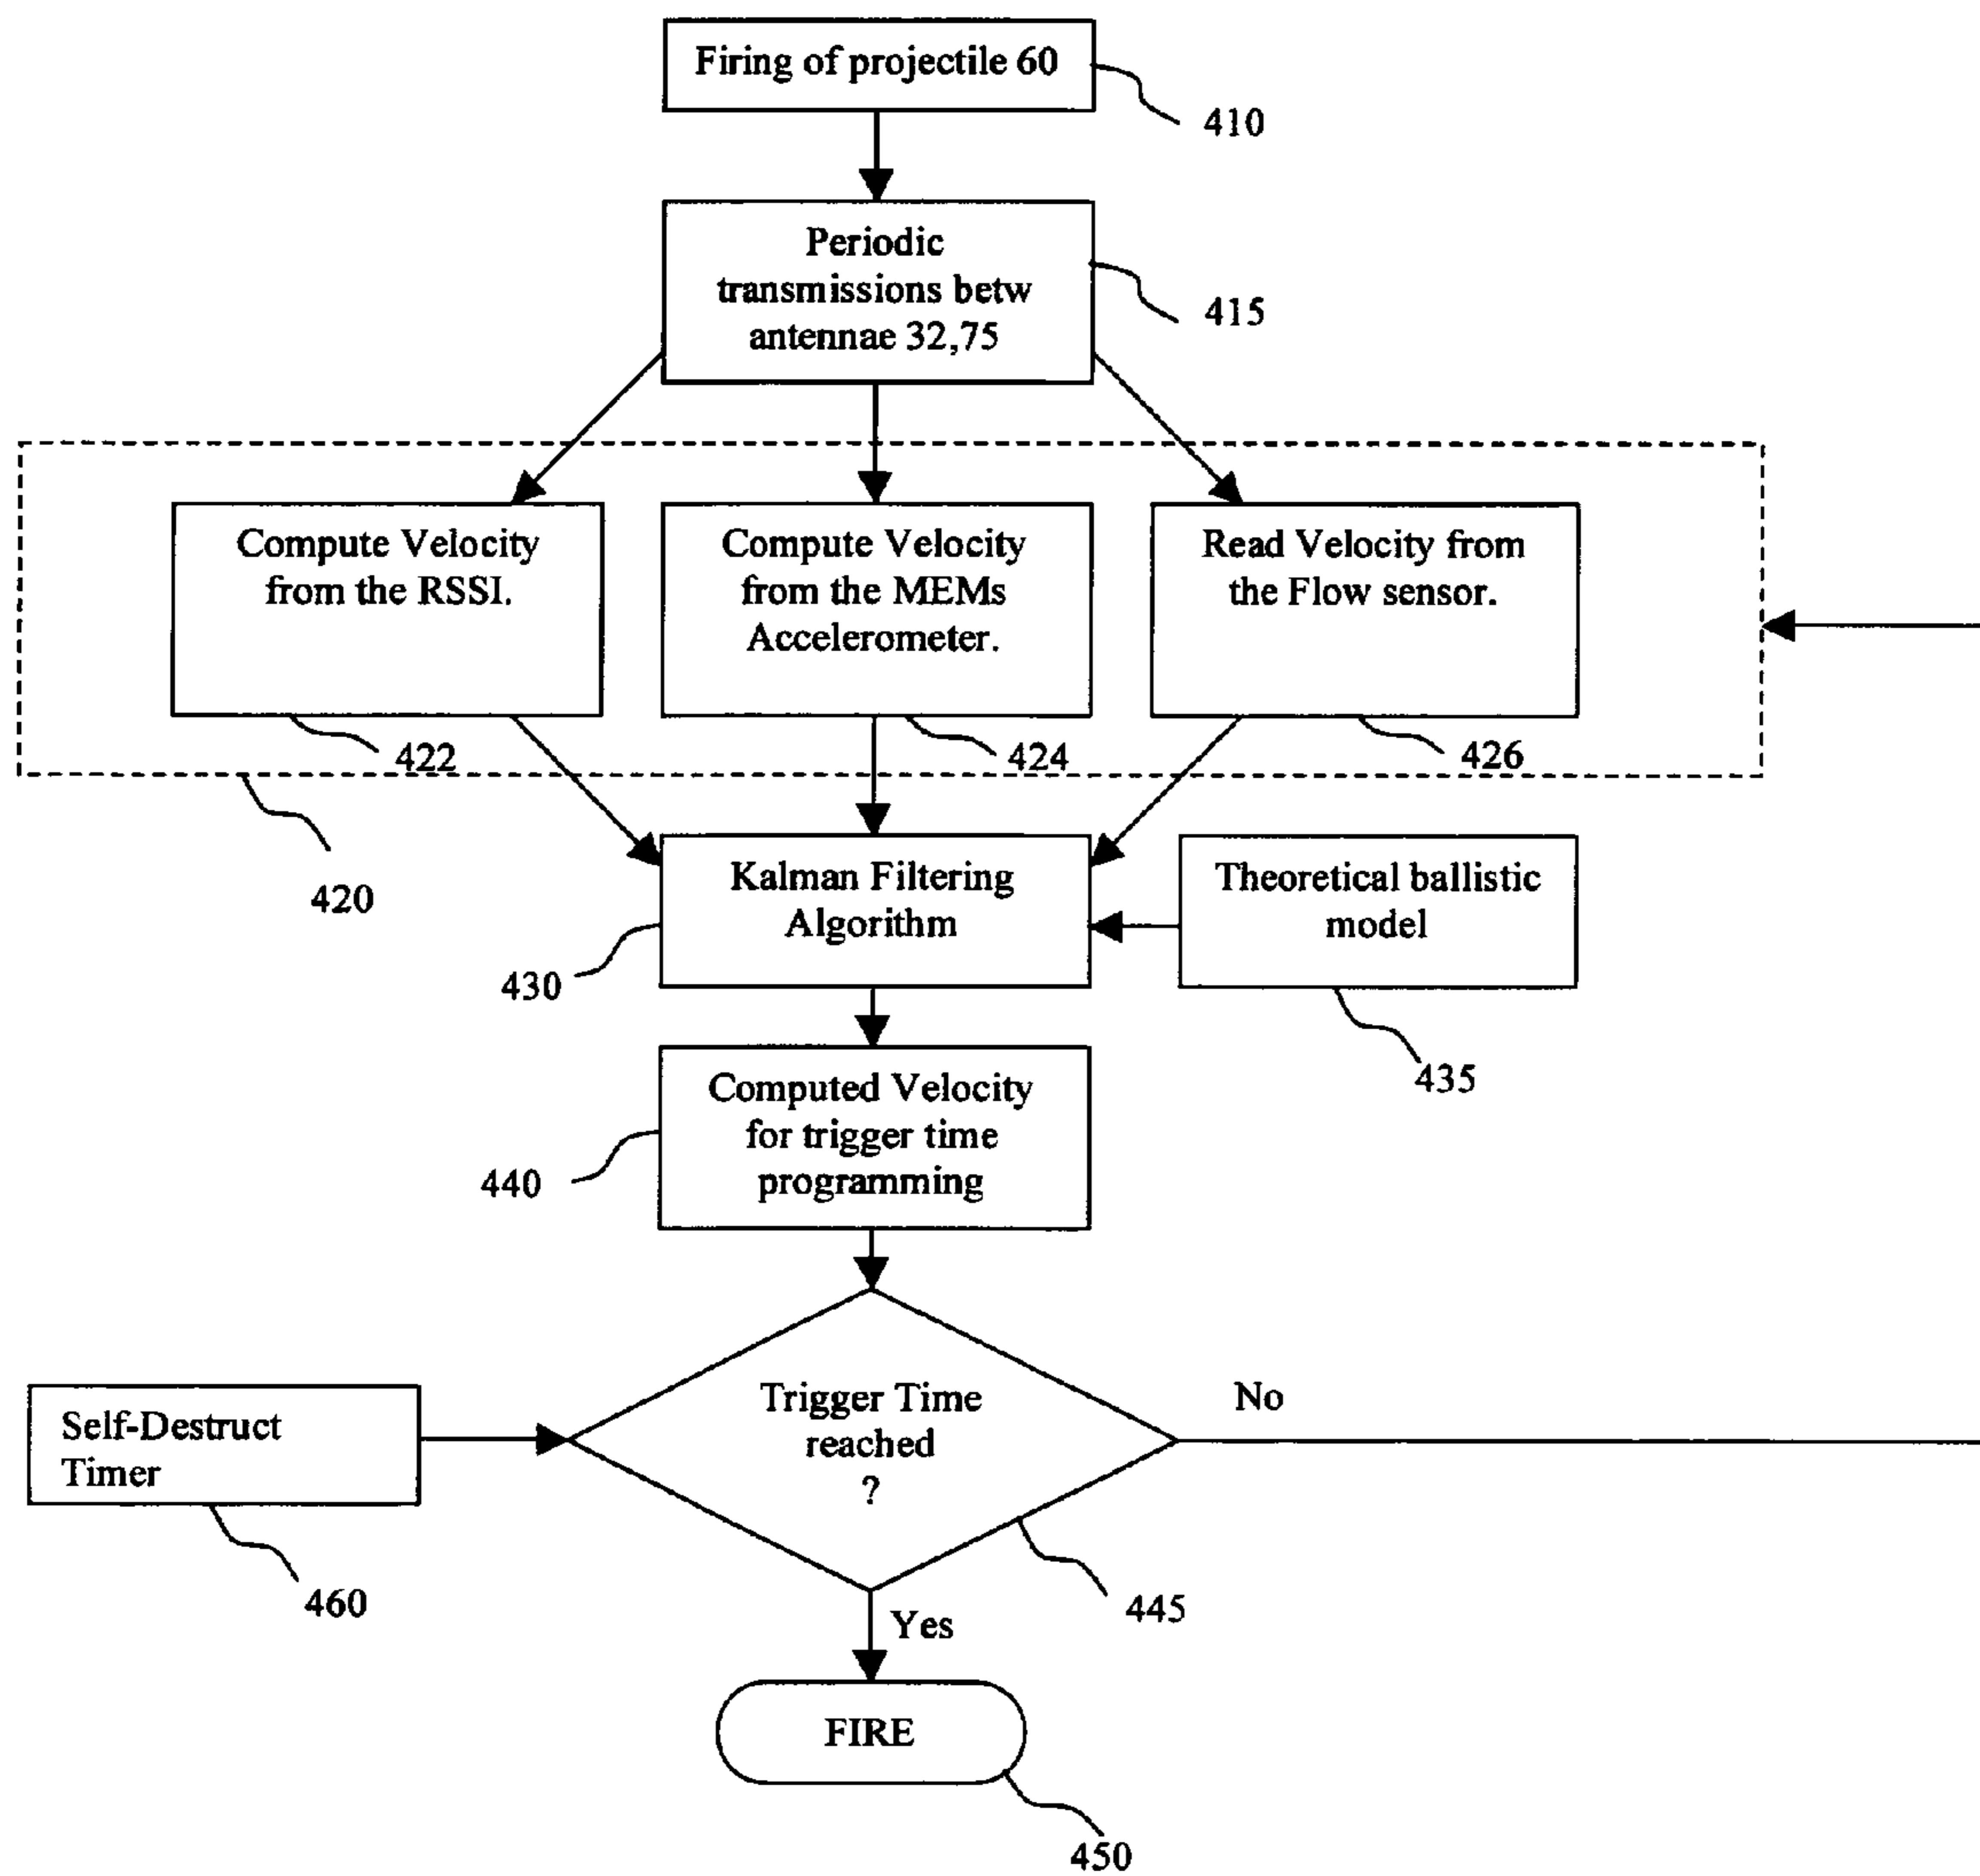 Firing of projectile 60
410
Periodic
transmissions betw
antennae 32,75
415
Compute Velocity
from the RSSI.
422
Compute Velocity
from the MEMs
Accelerometer.
424
Read Velocity from
the Flow sensor.
426
420
Kalman Filtering
Algorithm
430
Theoretical ballistic
model
435
Computed Velocity
for trigger time
programming
440
Self-Destruct
Timer
460
Trigger Time
reached
?
445
No
Yes
FIRE
450